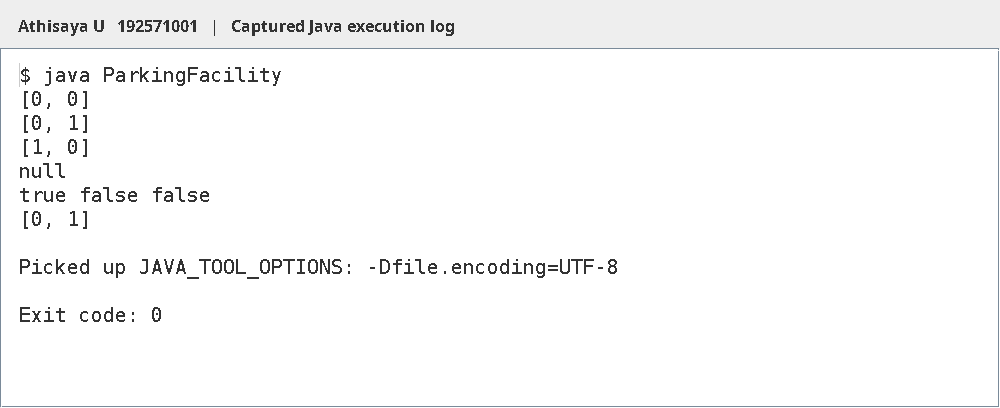 Athisaya U 192571001 | Captured Java execution log
$ java ParkingFacility
[0, 0]
[0, 1]
[1, 0]
null
true false false
[0, 1]
Picked up JAVA_TOOL_OPTIONS: -Dfile.encoding=UTF-8
Exit code: 0